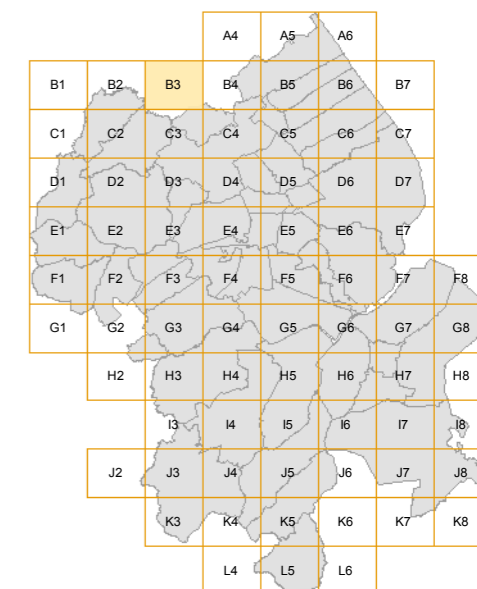 A4 A5 A6
B1 B2 B3 B4 B5 B6 B7
C1 C2 C3 C4 C5 C6 C7
D1 D2 D3 D4 D5 D6 D7
E1 E2 E3 E4 E5 E6 E7
F1 F2 F3 F4 F5 F6 F7 F8
G1 G2 G3 G4 G5 G6 G7 G8
H2 H3 H4 H5 H6 H7 H8
I3 I4 I5 I6 I7 I8
J2 J3 J4 J5 J6 J7 J8
K3 K4 K5 K6 K7 K8
L4 L5 L6